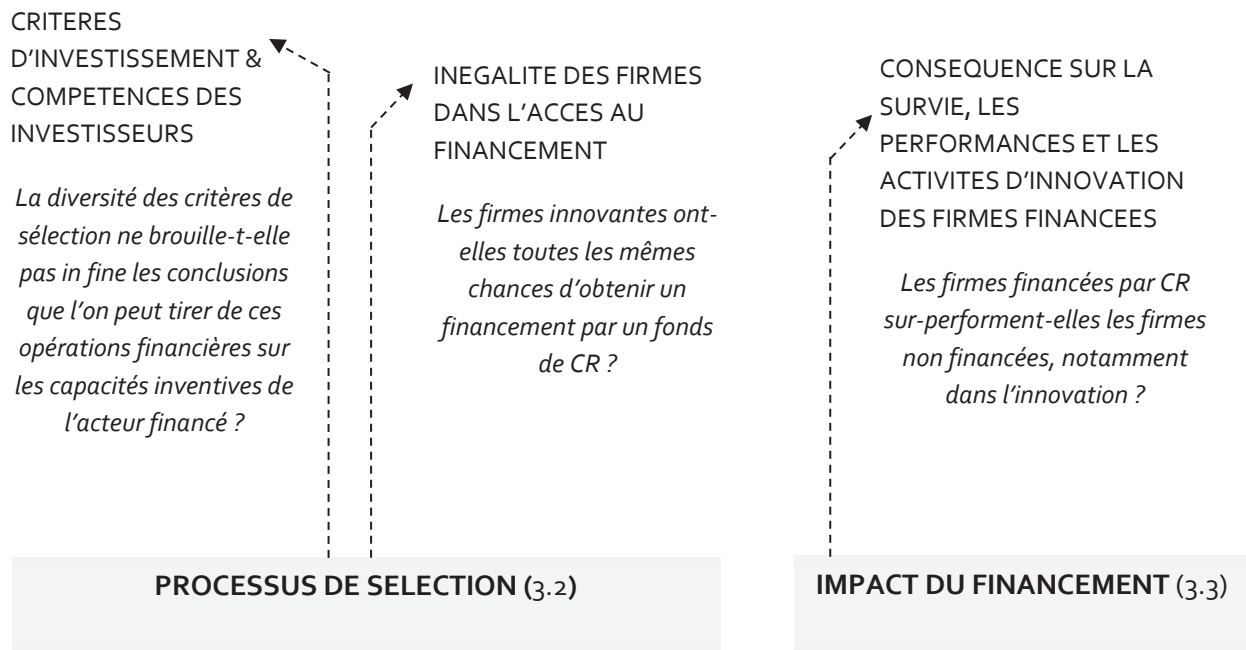 CRITERES
D'INVESTISSEMENT &
COMPETENCES DES
INVESTISSEURS
La diversité des critères de
sélection ne brouille-t-elle
pas in fine les conclusions
que l'on peut tirer de ces
opérations financières sur
les capacités inventives de
l'acteur financé ?
INEGALITE DES FIRMES
DANS L'ACCES AU
FINANCEMENT
Les firmes innovantes ont-
elles toutes les mêmes
chances d'obtenir un
financement par un fonds
de CR ?
CONSEQUENCE SUR LA
SURVIE, LES
PERFORMANCES ET LES
ACTIVITES D'INNOVATION
DES FIRMES FINANCEES
Les firmes financées par CR
sur-performent-elles les firmes
non financées, notamment
dans l'innovation ?
PROCESSUS DE SELECTION (3.2)
IMPACT DU FINANCEMENT (3.3)